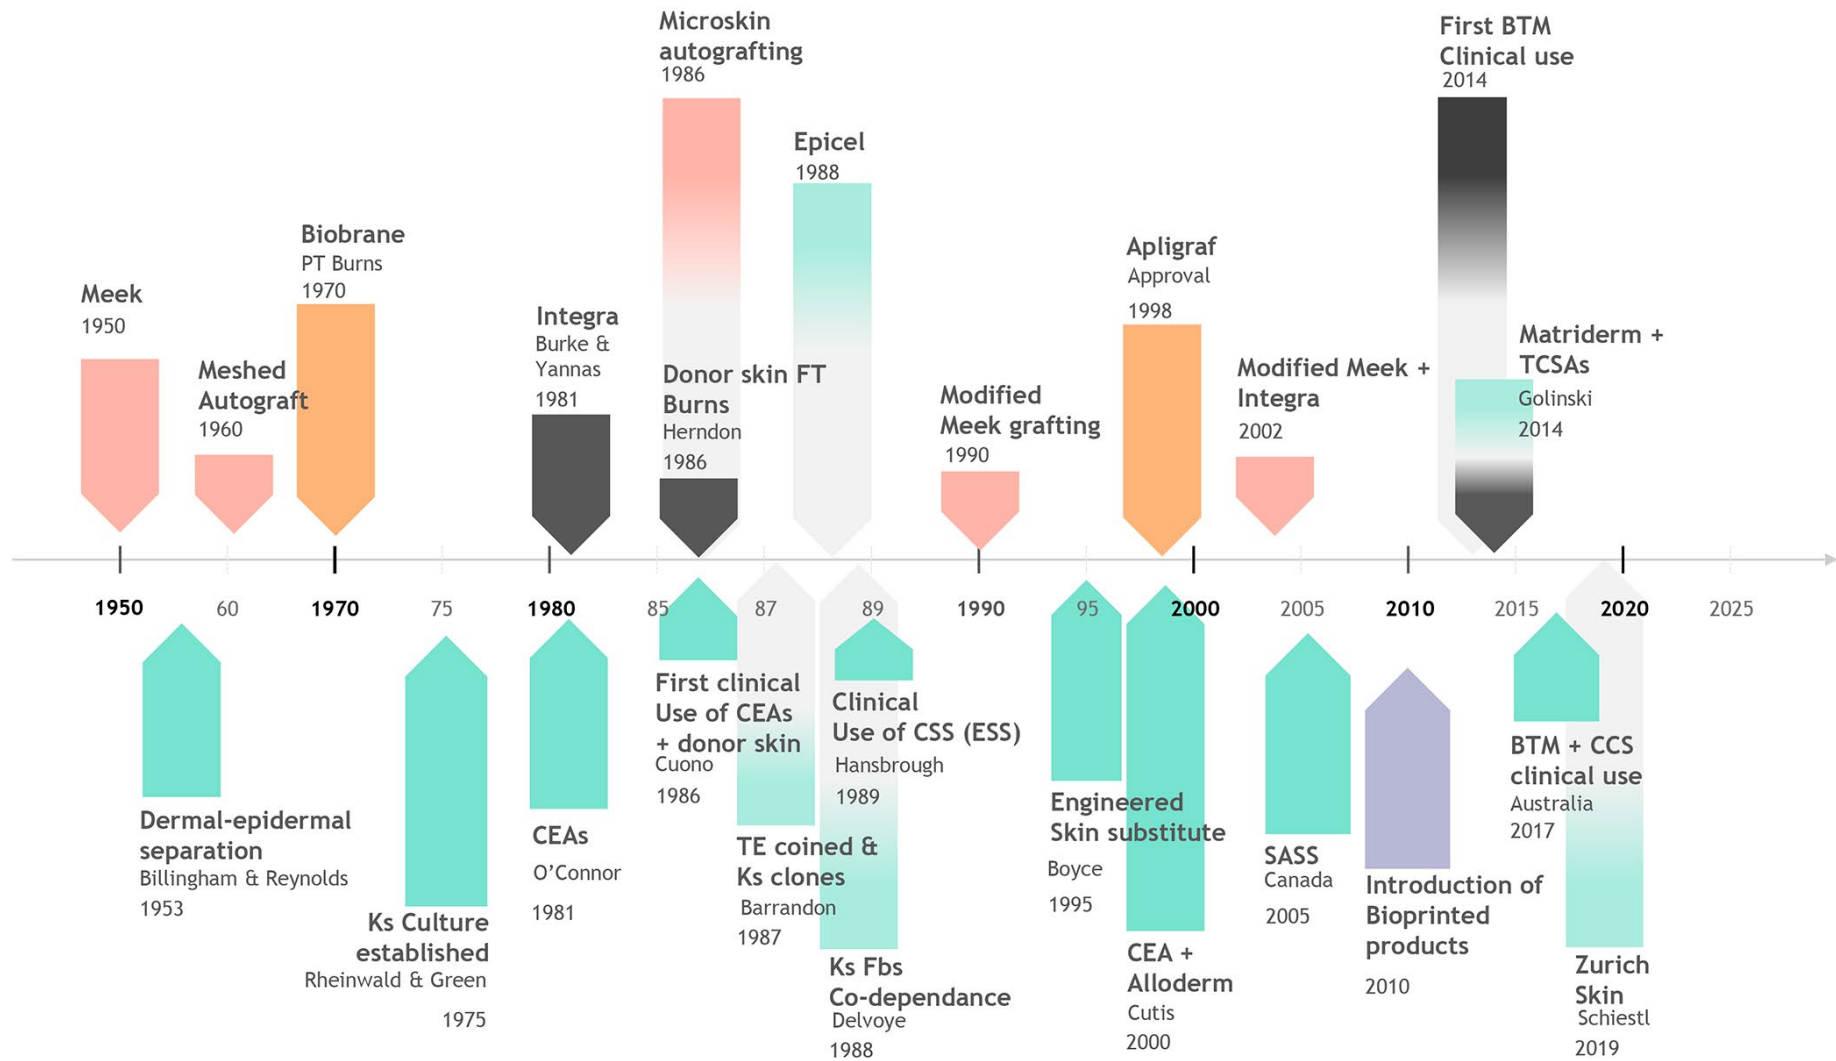 Microskin
autografting
1986
First BTM
Clinical use
2014
Epicel
1988
Biobrane
PT Burns
1970
Apligraf
Approval
1998
Meek
1950
Integra
Burke &
Yannas
1981
Matriderm +
TCSAs
Golinski
2014
Meshed
Autograft
1960
Donor skin FT
Burns
Herndon
1986
Modified
Meek grafting
1990
Modified Meek +
Integra
2002
1950
60
1970
75
1980
85
87
89
1990
95
2000
2005
2010
2015
2020
2025
Dermal-epidermal
separation
Billingham & Reynolds
1953
Ks Culture
established
Rheinwald & Green
1975
CEAs
O'Connor
1981
First clinical
Use of CEAs
+ donor skin
Cuono
1986
TE coined &
Ks clones
Barrandon
1987
Clinical
Use of CSS (ESS)
Hansbrough
1989
Ks Fbs
Co-dependance
Delvoye
1988
Engineered
Skin substitute
Boyce
1995
CEA +
Alloderm
Cutis
2000
SASS
Canada
2005
Introduction of
Bioprinted
products
2010
BTM + CCS
clinical use
Australia
2017
Zurich
Skin
Schiestl
2019